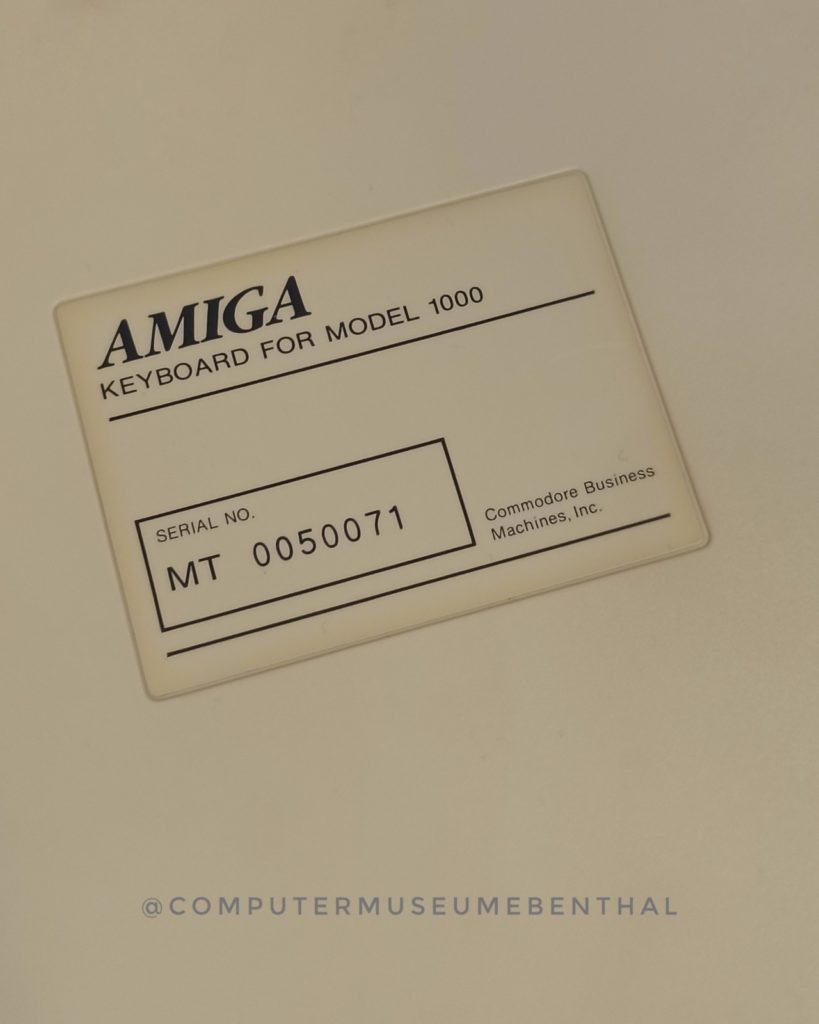 AMIGA
KEYBOARD FOR MODEL 1000
SERIAL NO.
MT 0050071
Commodore Business
Machines, Inc.
@COMPUTERMUSEUMEBENTHAL